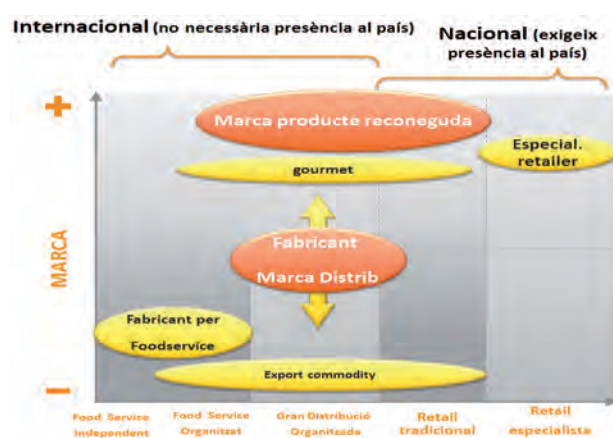 Internacional (no necessària presència al país)
Nacional (exigeix
presència al país)
+
Marca producte reconeguda
Especial.
retailer
gourmet
MARCA
Fabricant
Marca Distrib
Fabricant per
Foodservice
Export commodity
–
Food Service
Independent
Food Service
Organitzat
Gran Distribució
Organitzada
Retail
tradicional
Retail
especialista